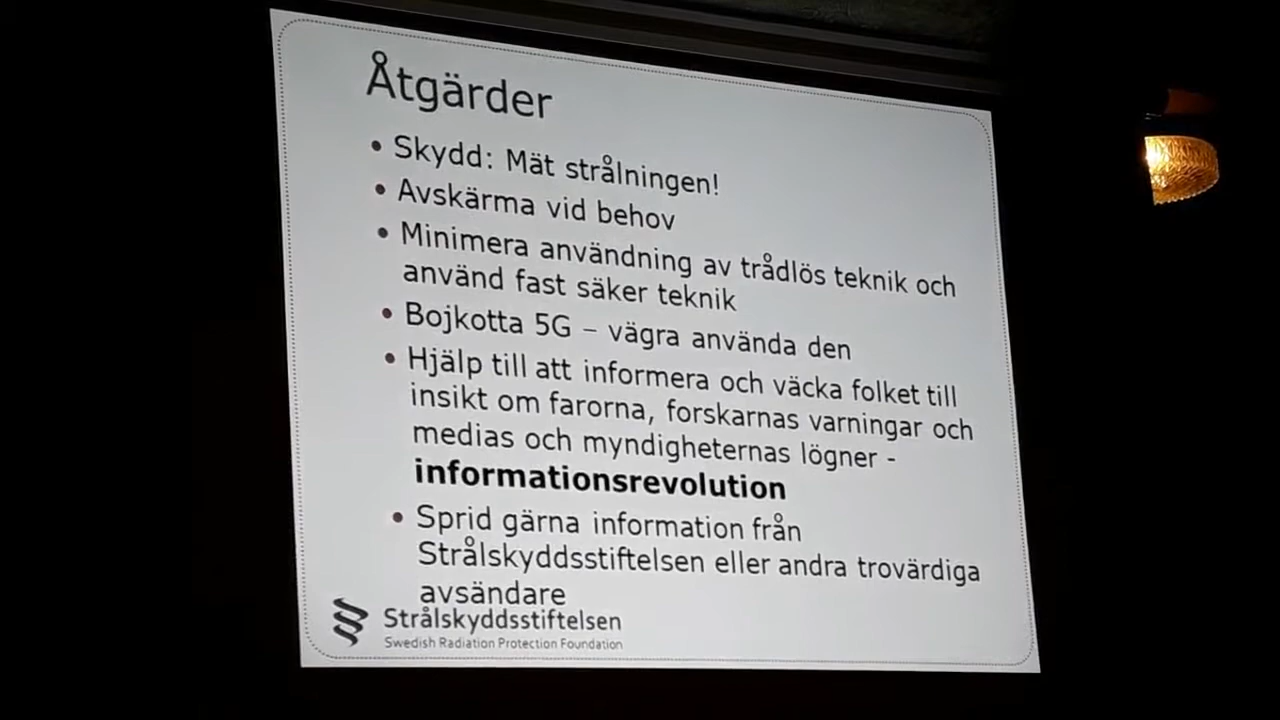 Åtgärder
• Skydd: Mät strålningen!
• Avskärma vid behov
• Minimera användning av trådlös teknik och
använd fast säker teknik
• Bojkotta 5G – vägra använda den
• Hjälp till att informera och väcka folket till
insikt om farorna, forskarnas varningar och
medias och myndigheternas lögner -
informationsrevolution
• Sprid gärna information från
Strålskyddsstiftelsen eller andra trovärdiga
avsändare
Strålskyddsstiftelsen
Swedish Radiation Protection Foundation